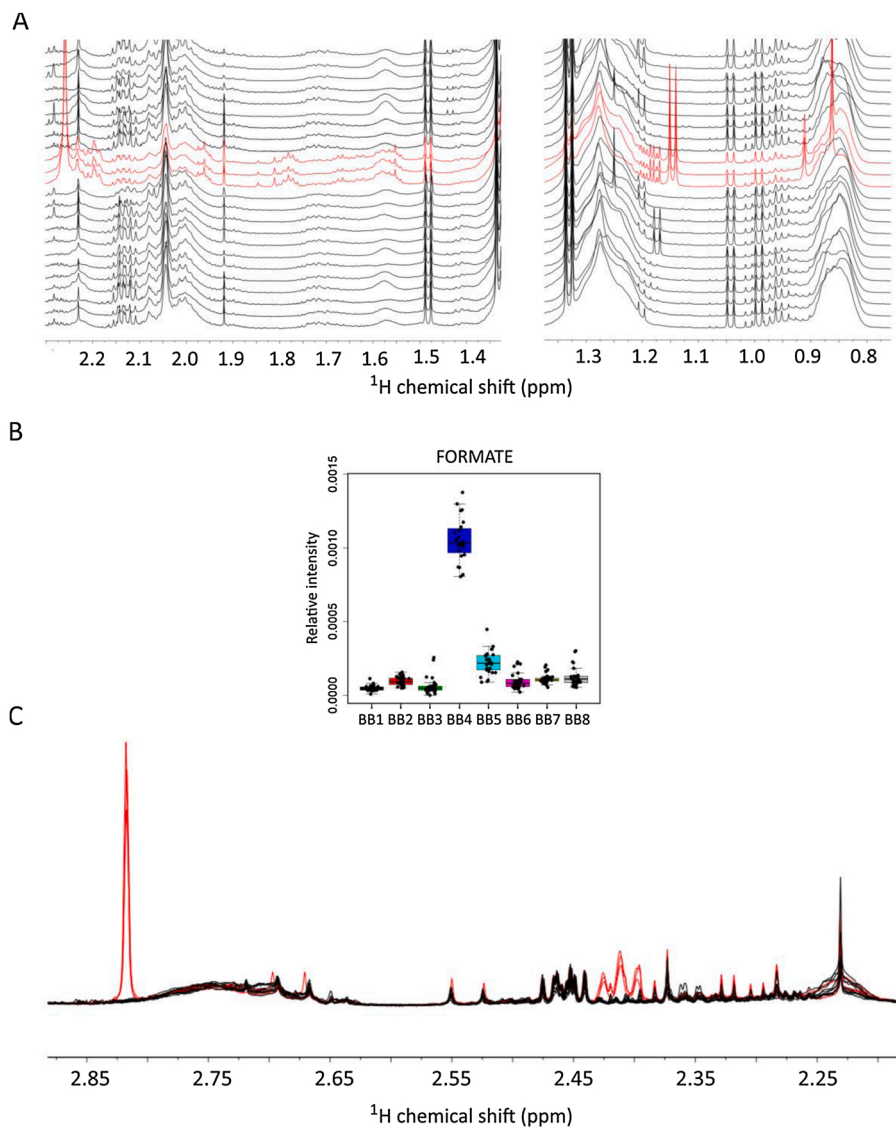 A
2.2 2.1 2.0 1.9 1.8 1.7 1.6 1.5 1.4 1.3 1.2 1.1 1.0 0.9 0.8
¹H chemical shift (ppm)
B
FORMATE
Relative intensity
0.0015
0.0010
0.0005
0.0000
BB1 BB2 BB3 BB4 BB5 BB6 BB7 BB8
C
2.85 2.75 2.65 2.55 2.45 2.35 2.25
¹H chemical shift (ppm)